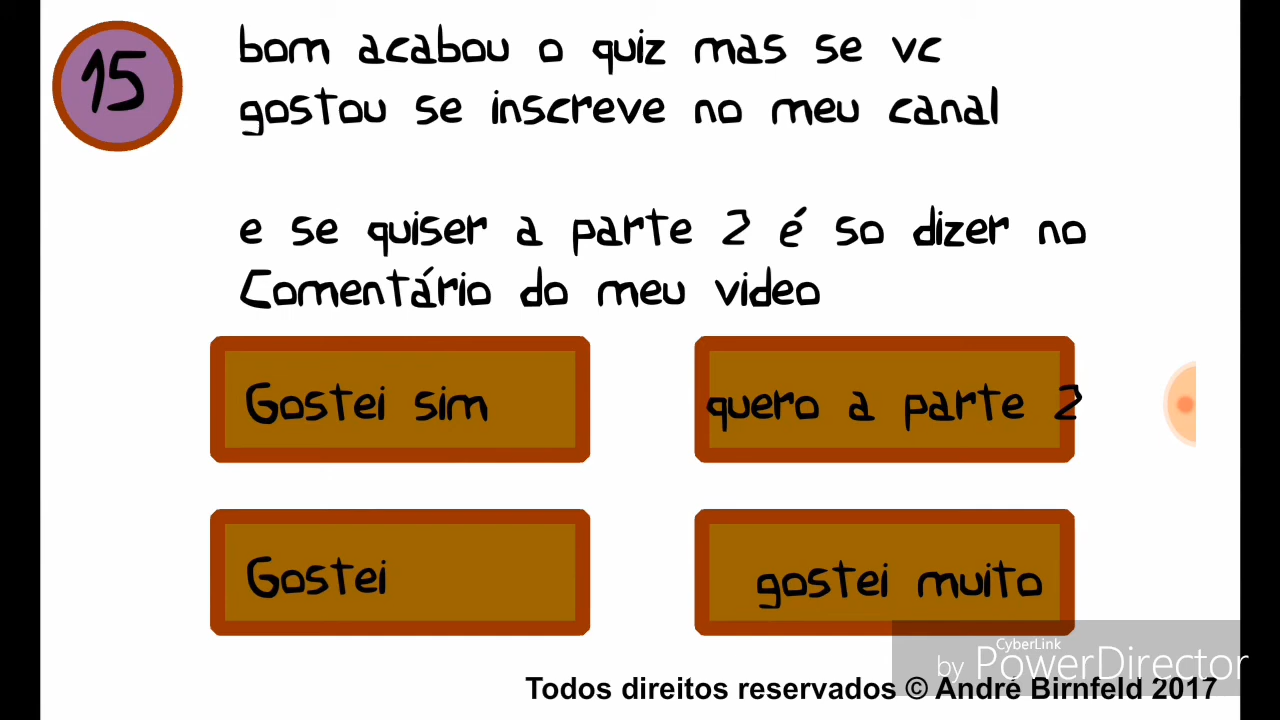 15
bom acabou o quiz mas se vc
gostou se inscreve no meu canal
e se quiser a parte 2 é so dizer no
Comentário do meu video
Gostei sim
quero a parte 2
Gostei
gostei muito
CyberLink
by PowerDirector
Todos direitos reservados © André Birnfeld 2017